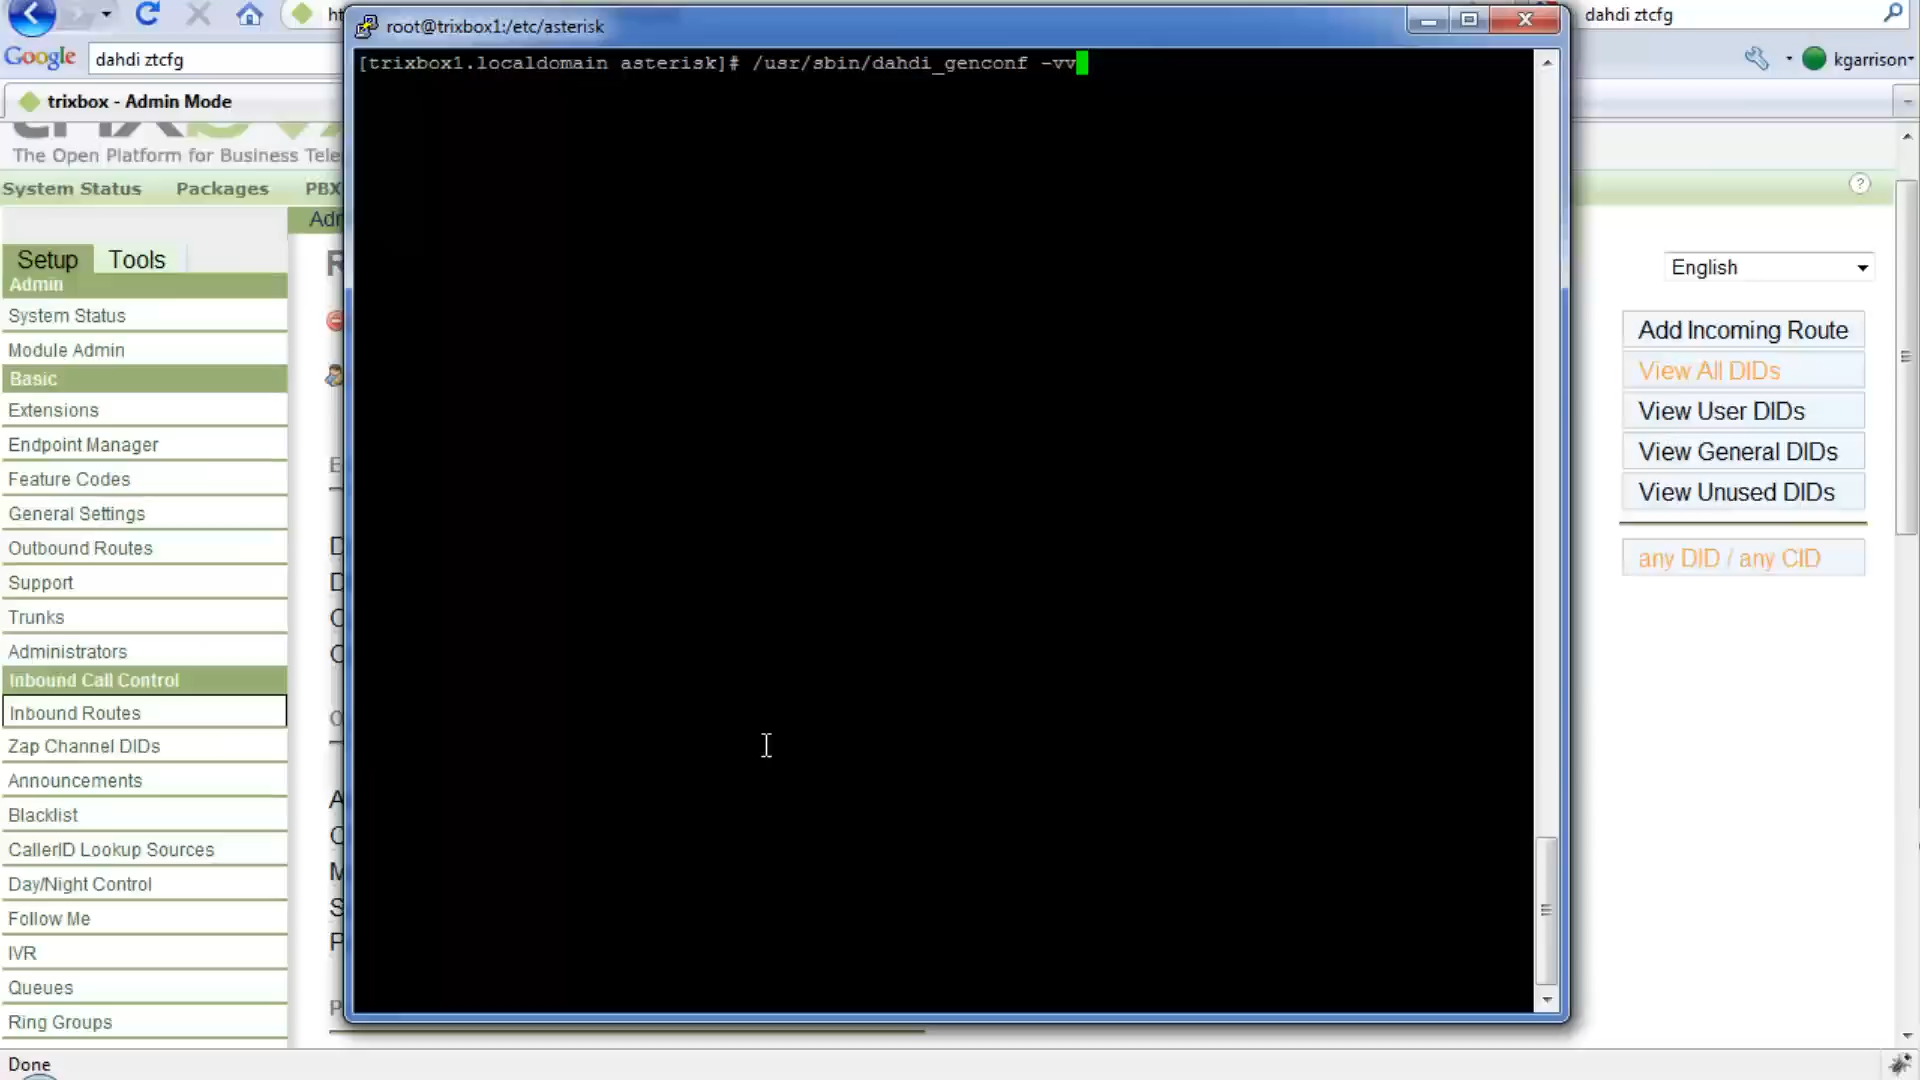 ht
root@trixbox1:/etc/asterisk
dahdi ztcfg
Google
dahdi ztcfg
[trixbox1.localdomain asterisk]# /usr/sbin/dahdi_genconf -vv
kgarrison
trixbox - Admin Mode
The Open Platform for Business Tele
System Status
Packages
PBX
?
Adr
Setup
Tools
R
English
Admin
System Status
Module Admin
Basic
Extensions
Endpoint Manager
Feature Codes
General Settings
Outbound Routes
Support
Trunks
Administrators
Inbound Call Control
Inbound Routes
Zap Channel DIDs
Announcements
Blacklist
CallerID Lookup Sources
Day/Night Control
Follow Me
IVR
Queues
Ring Groups
E
D
D
C
C
O
A
C
M
S
P
P
Add Incoming Route
View All DIDs
View User DIDs
View General DIDs
View Unused DIDs
any DID / any CID
Done